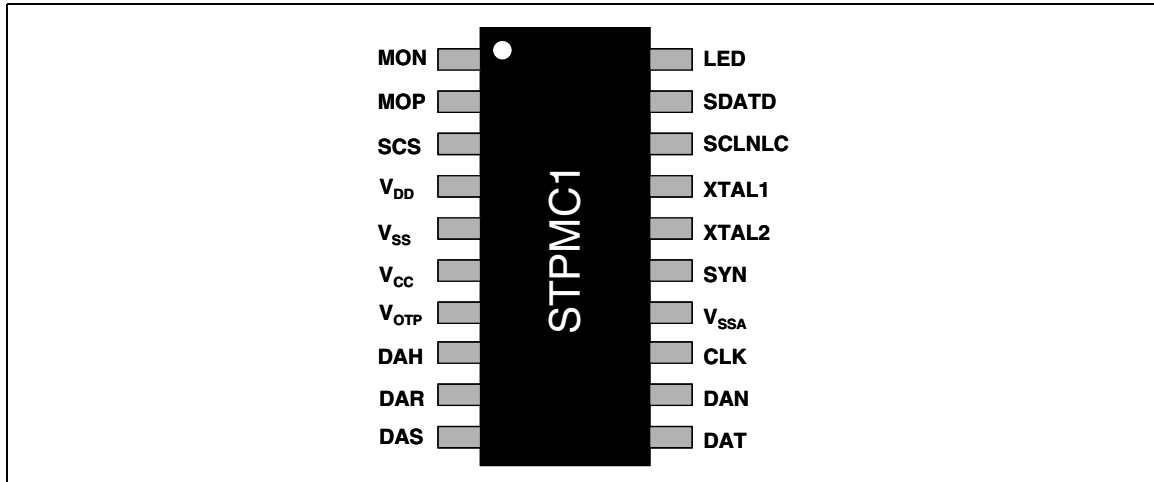 MON LED
MOP SDATD
SCS SCLNLC
VDD XTAL1
VSS XTAL2
VCC SYN
VOTP VSSA
DAH CLK
DAR DAN
DAS DAT
STPMC1